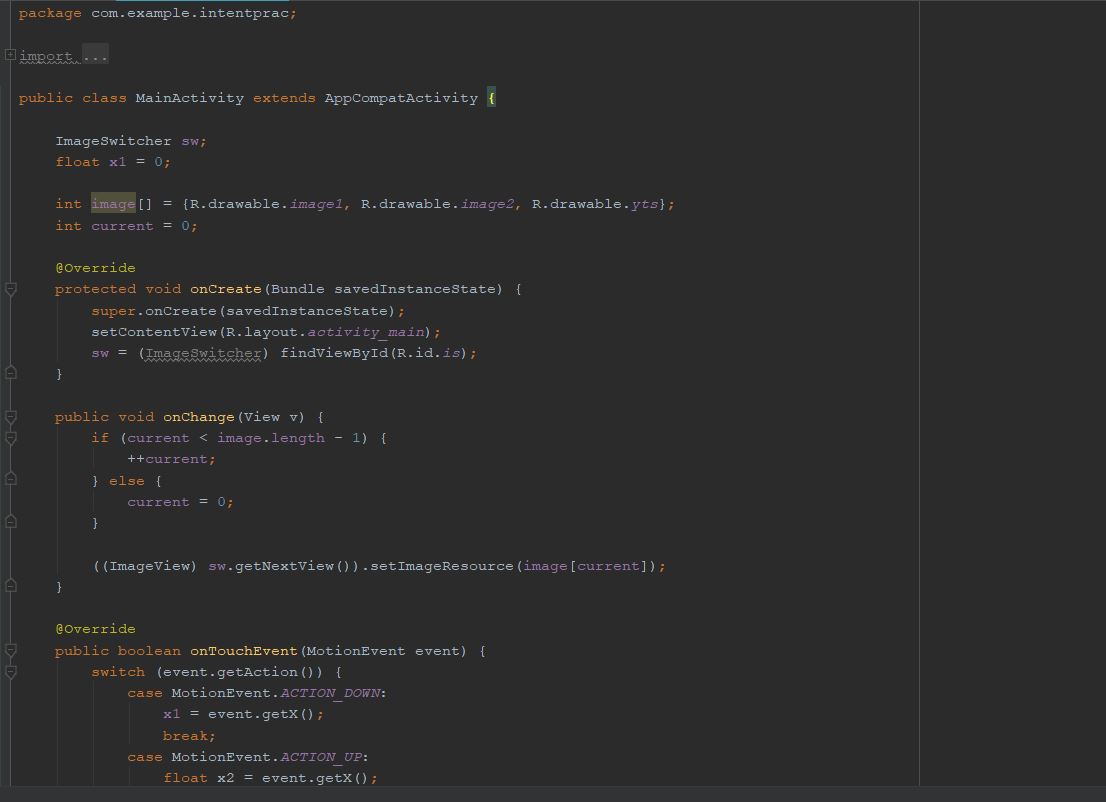 package com.example.intentprac;
import ...
public class MainActivity extends AppCompatActivity {
ImageSwitcher sw;
float x1 = 0;
int image[] = {R.drawable.image1, R.drawable.image2, R.drawable.yts};
int current = 0;
@Override
protected void onCreate(Bundle savedInstanceState) {
super.onCreate(savedInstanceState);
setContentView(R.layout.activity_main);
sw = (ImageSwitcher) findViewById(R.id.is);
}
public void onChange(View v) {
if (current < image.length - 1) {
++current;
} else {
current = 0;
}
((ImageView) sw.getNextView()).setImageResource(image[current]);
}
@Override
public boolean onTouchEvent(MotionEvent event) {
switch (event.getAction()) {
case MotionEvent.ACTION_DOWN:
x1 = event.getX();
break;
case MotionEvent.ACTION_UP:
float x2 = event.getX();